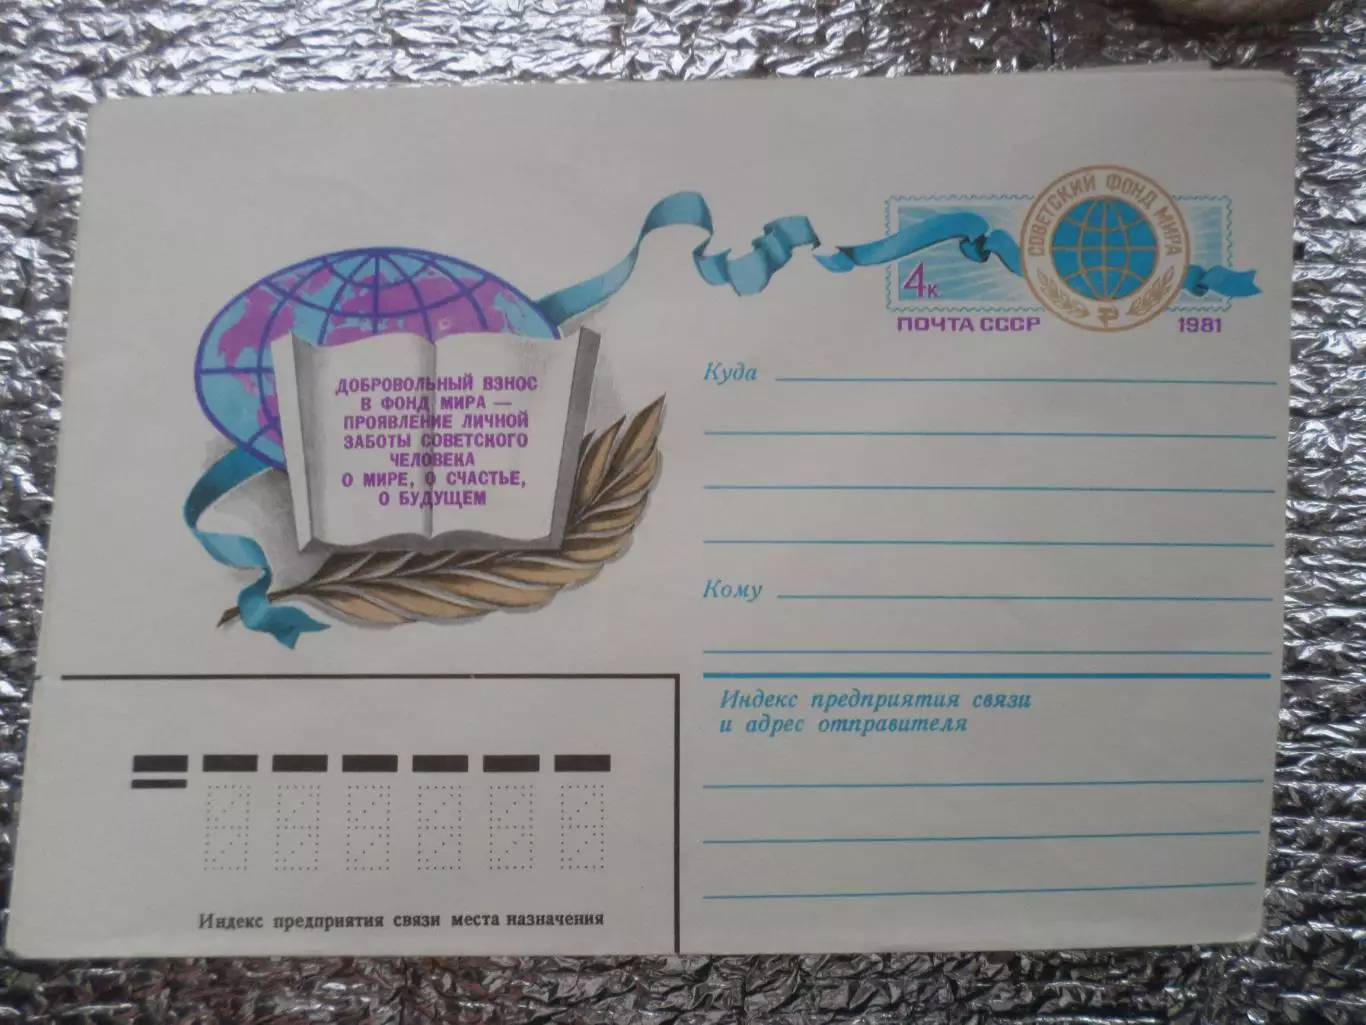 СОВЕТСКИЙ ФОНД МИРА
4к
ПОЧТА СССР 1981
ДОБРОВОЛЬНЫЙ ВЗНОС
В ФОНД МИРА —
ПРОЯВЛЕНИЕ ЛИЧНОЙ
ЗАБОТЫ СОВЕТСКОГО
ЧЕЛОВЕКА
О МИРЕ, О СЧАСТЬЕ,
О БУДУЩЕМ
Куда
Кому
Индекс предприятия связи
и адрес отправителя
Индекс предприятия связи места назначения